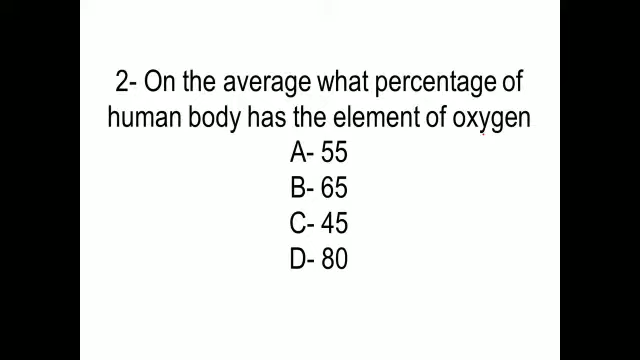 2- On the average what percentage of
human body has the element of oxygen
A- 55
B- 65
C- 45
D- 80